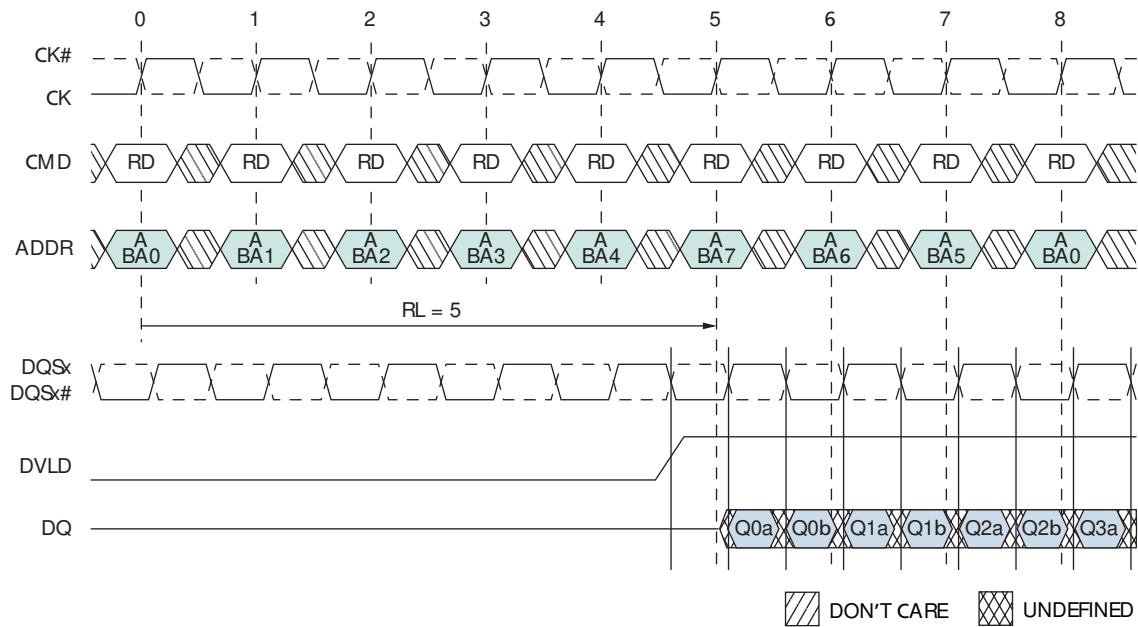 0 1 2 3 4 5 6 7 8
CK#
CK
CMD RD RD RD RD RD RD RD RD RD
ADDR A A A A A A A A A
BA0 BA1 BA2 BA3 BA4 BA7 BA6 BA5 BA0
RL = 5
DQSx
DQSx#
DVLD
DQ Q0a Q0b Q1a Q1b Q2a Q2b Q3a
DON'T CARE UNDEFINED